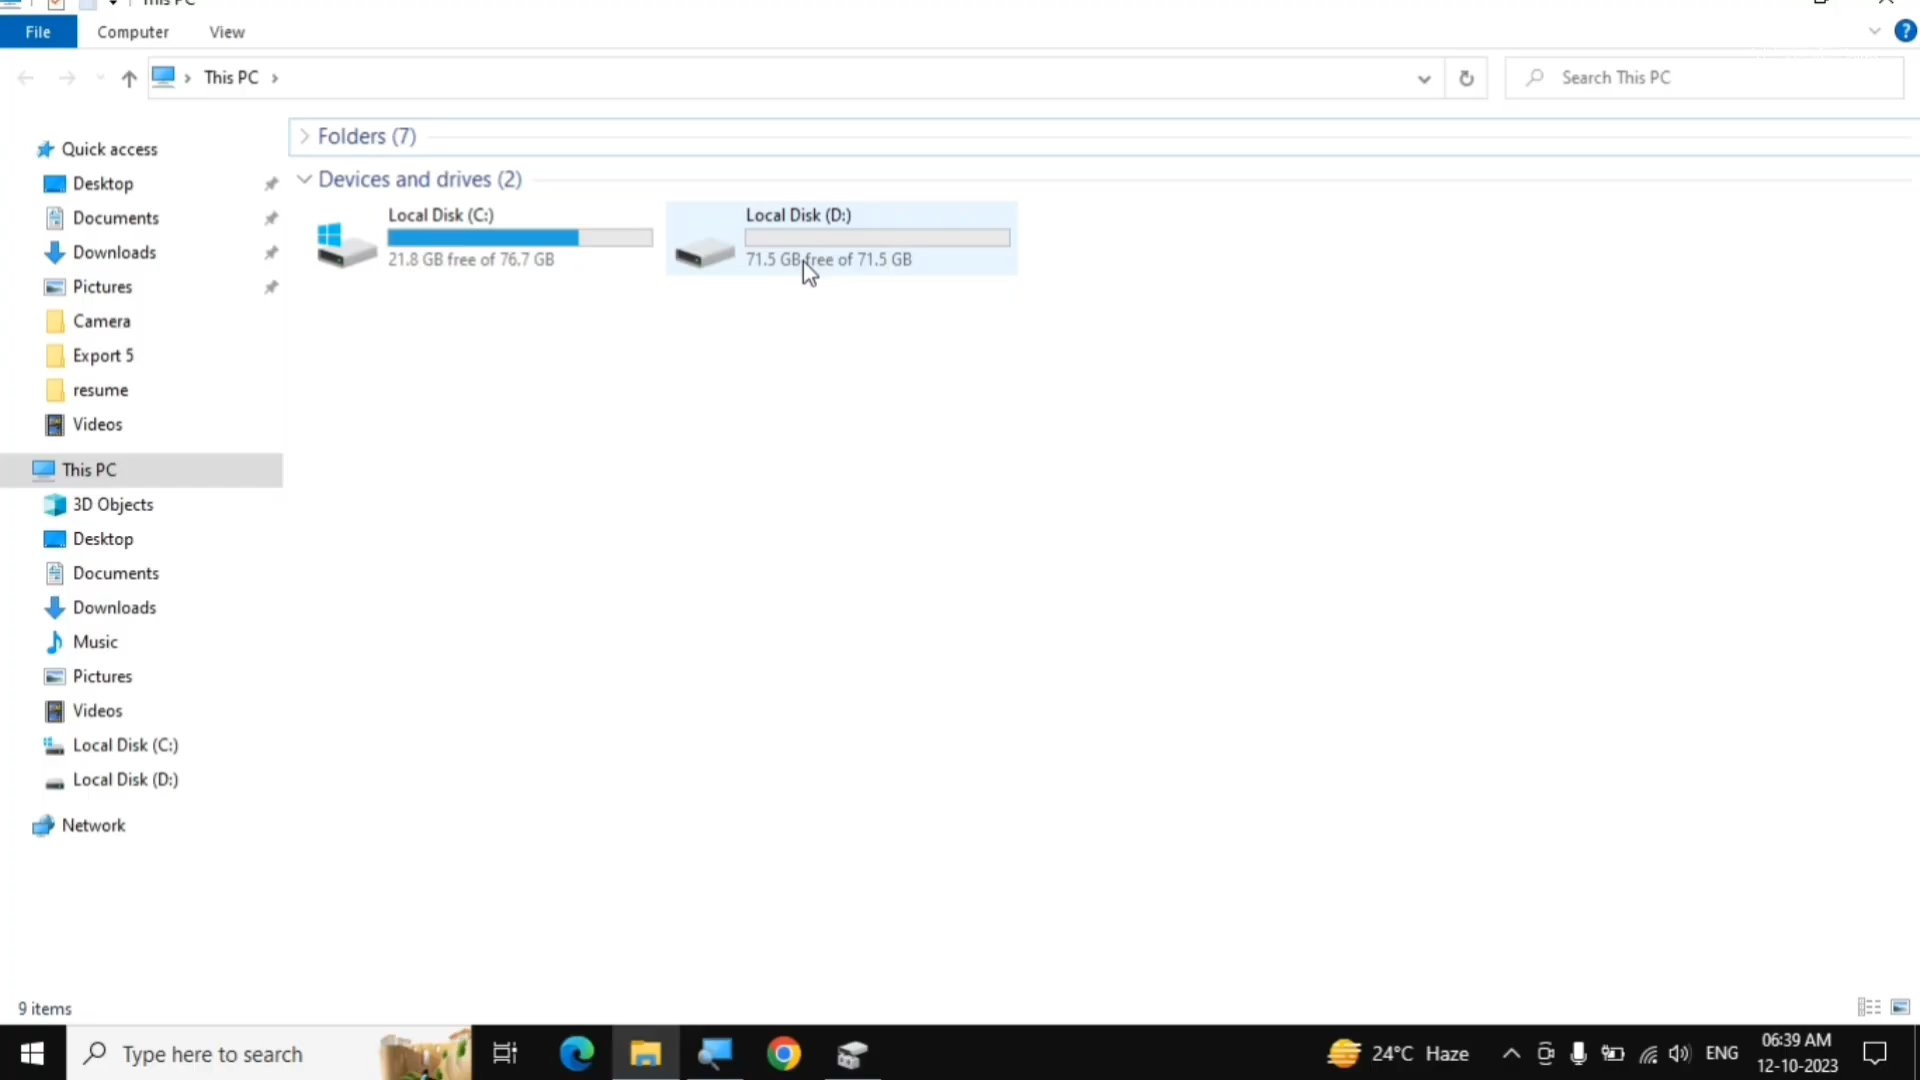 This PC
File Computer View
This PC
Search This PC
Folders (7)
Devices and drives (2)
Local Disk (C:)
21.8 GB free of 76.7 GB
Local Disk (D:)
71.5 GB free of 71.5 GB
Quick access
Desktop
Documents
Downloads
Pictures
Camera
Export 5
resume
Videos
This PC
3D Objects
Desktop
Documents
Downloads
Music
Pictures
Videos
Local Disk (C:)
Local Disk (D:)
Network
9 items
Type here to search
24°C Haze
ENG
06:39 AM
12-10-2023